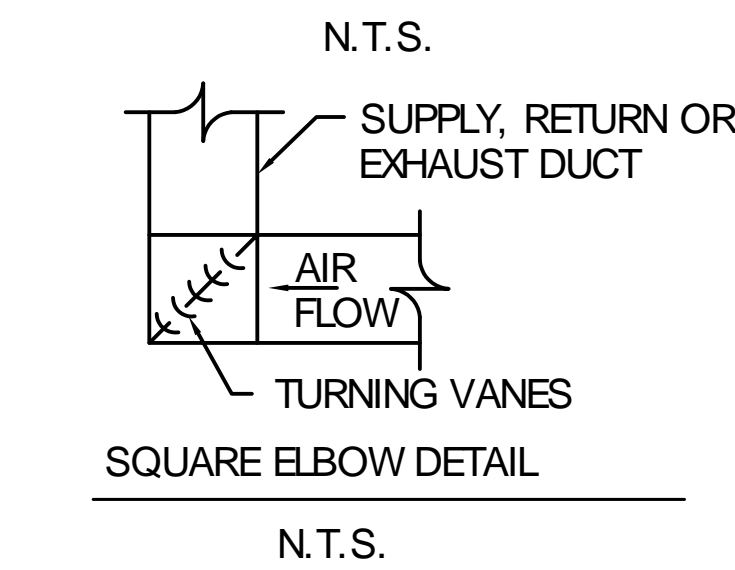 N.T.S.
SUPPLY, RETURN OR
EXHAUST DUCT
AIR
FLOW
TURNING VANES
SQUARE ELBOW DETAIL
N.T.S.